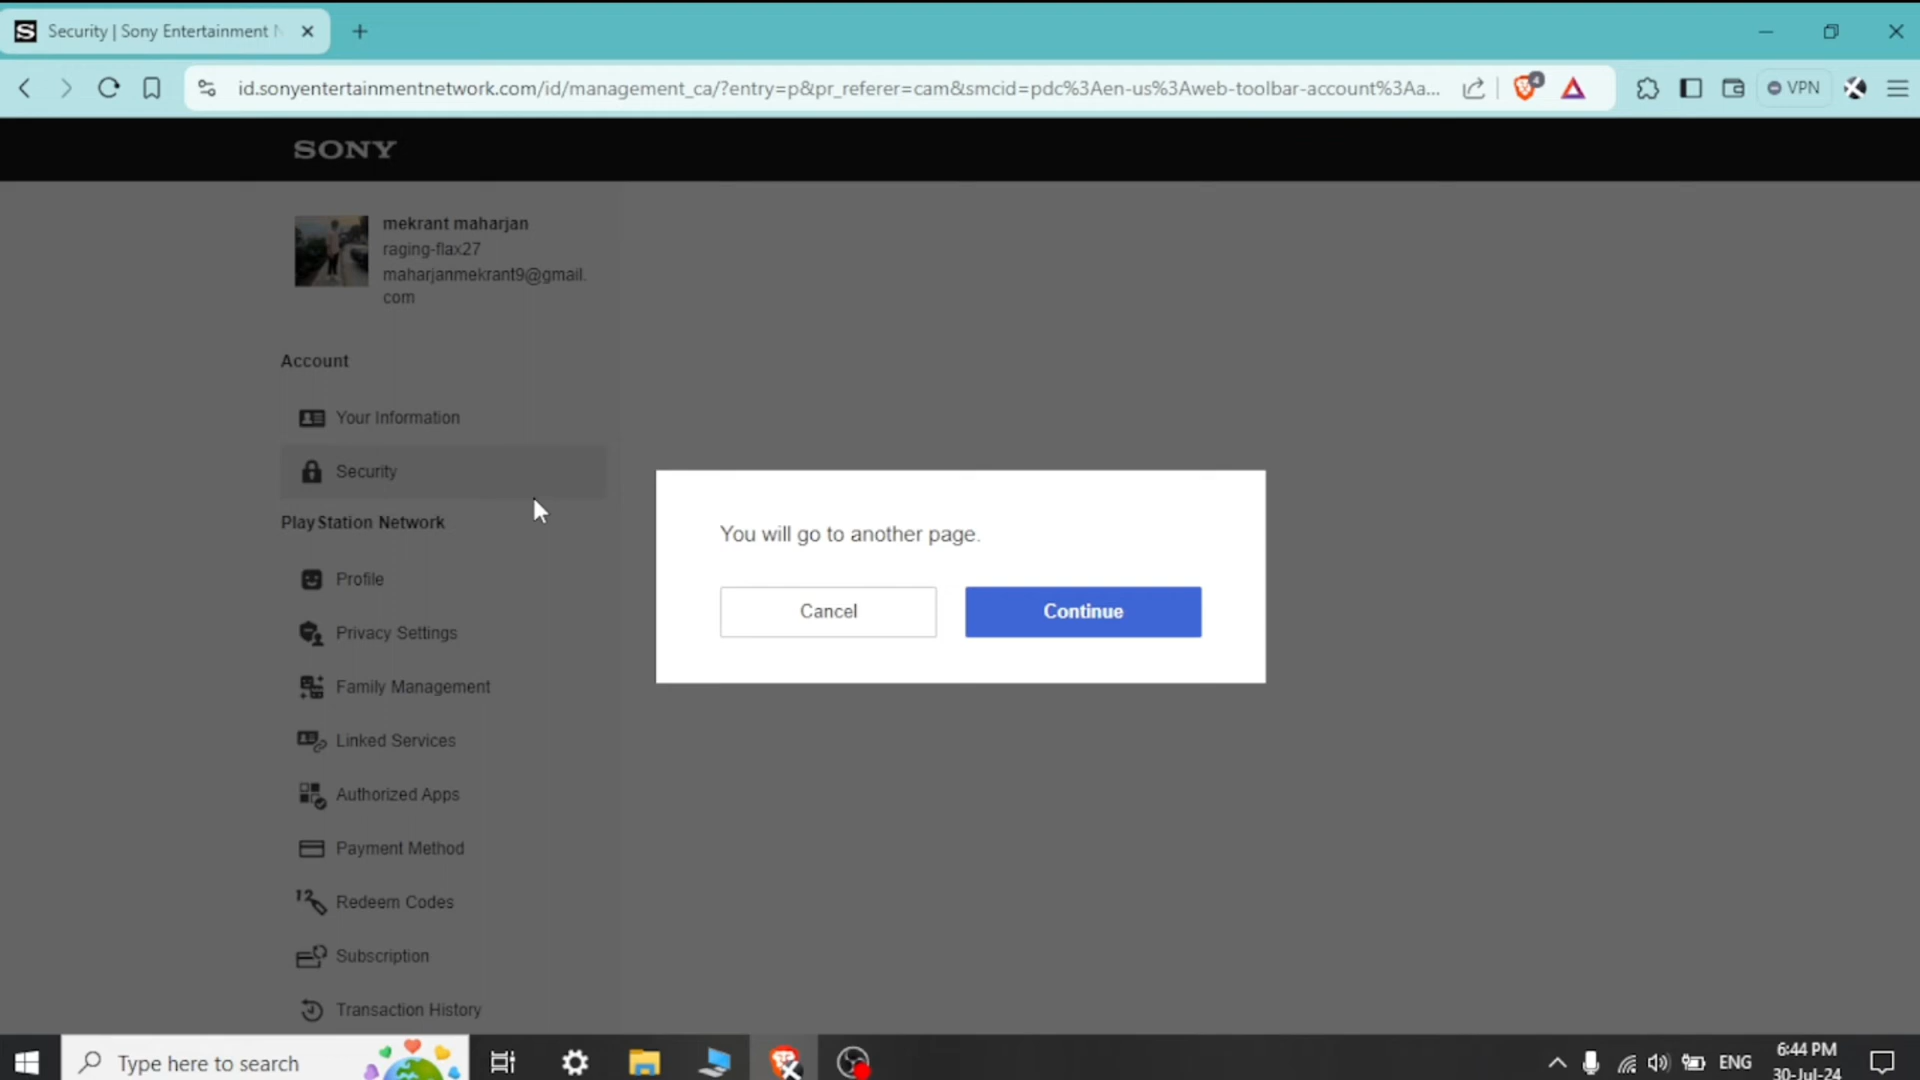 Security | Sony Entertainment N
id.sonyentertainmentnetwork.com/id/management_ca/?entry=p&pr_referer=cam&smcid=pdc%3Aen-us%3Aweb-toolbar-account%3Aa...
4
VPN
SONY
mekrant maharjan
raging-flax27
maharjanmekrant9@gmail.
com
Account
Your Information
Security
PlayStation Network
Profile
Privacy Settings
Family Management
Linked Services
Authorized Apps
Payment Method
Redeem Codes
Subscription
Transaction History
You will go to another page.
Cancel
Continue
Type here to search
ENG
6:44 PM
30-Jul-24